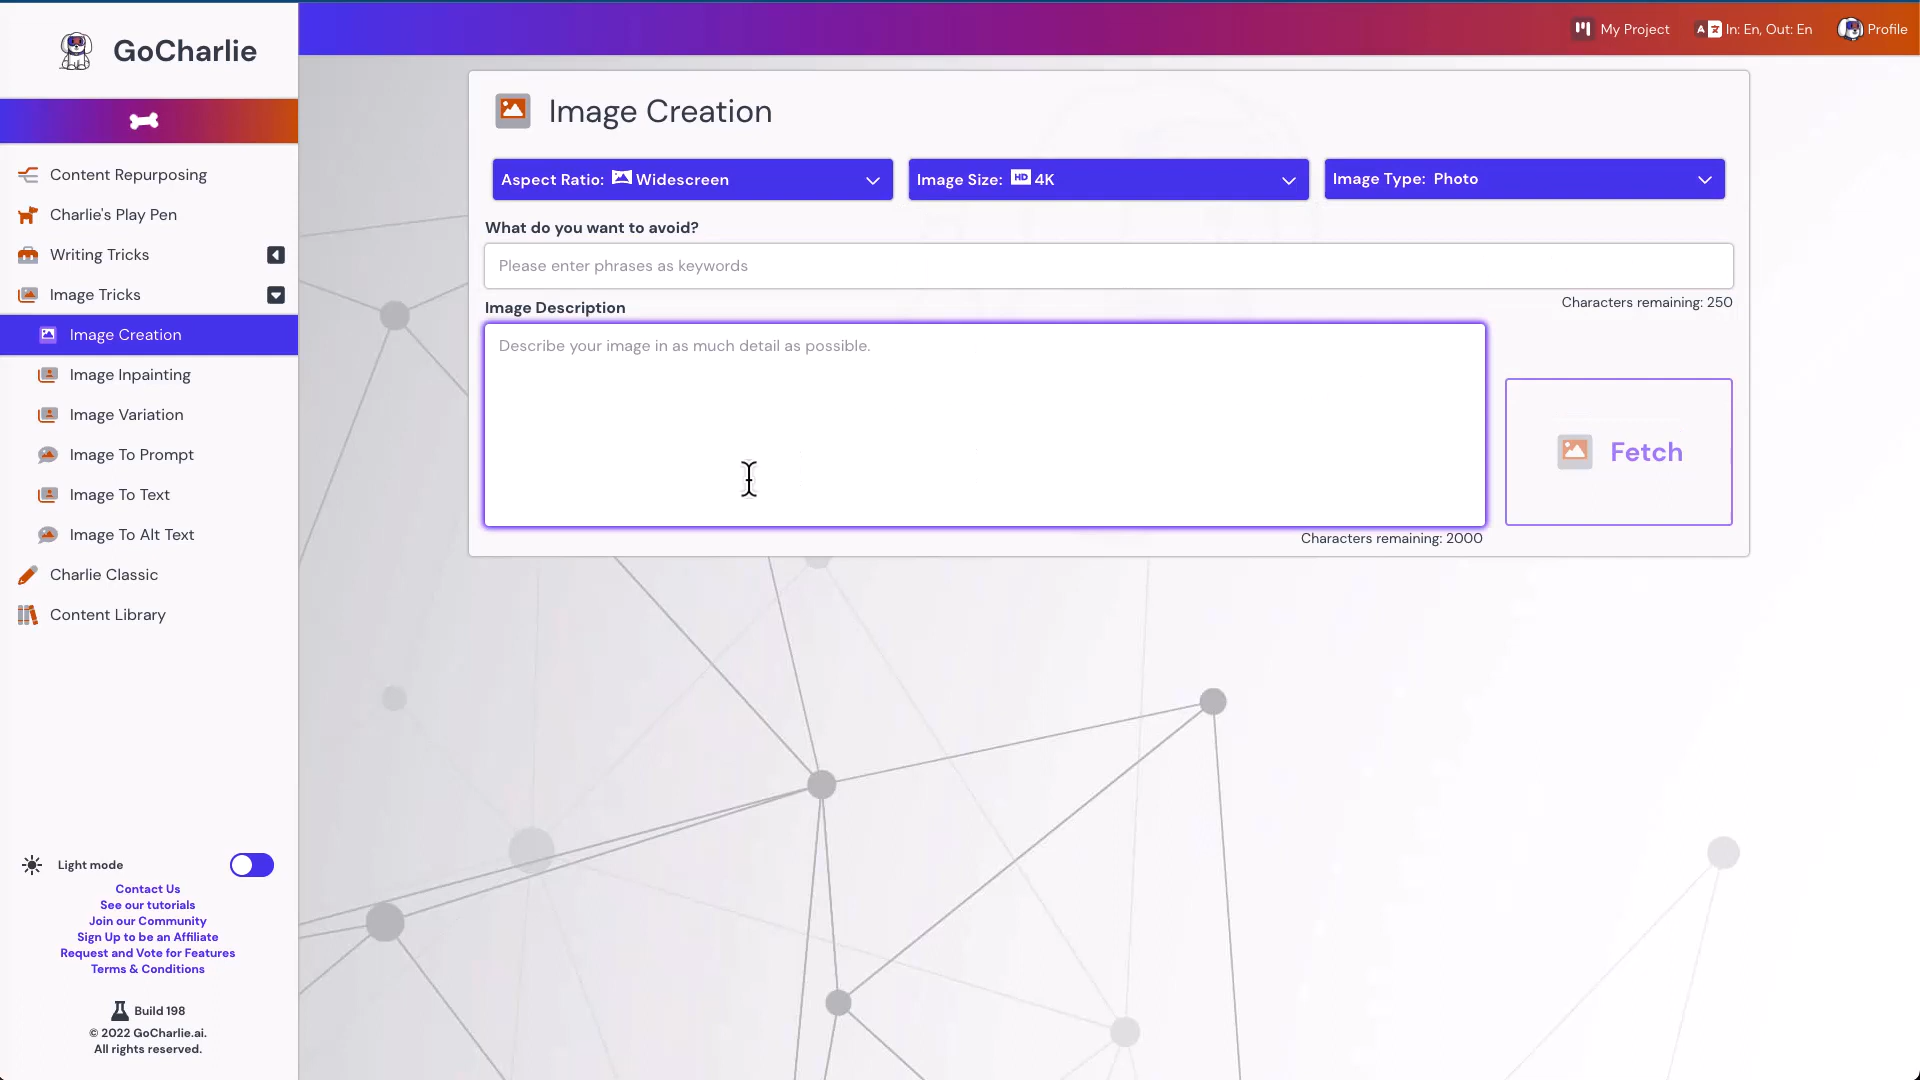 GoCharlie
My Project
In: En, Out: En
Profile
Content Repurposing
Charlie's Play Pen
Writing Tricks
Image Tricks
Image Creation
Image Inpainting
Image Variation
Image To Prompt
Image To Text
Image To Alt Text
Charlie Classic
Content Library
Light mode
Contact Us
See our tutorials
Join our Community
Sign Up to be an Affiliate
Request and Vote for Features
Terms & Conditions
Build 198
© 2022 GoCharlie.ai.
All rights reserved.
Image Creation
Aspect Ratio: Widescreen
Image Size: HD 4K
Image Type: Photo
What do you want to avoid?
Please enter phrases as keywords
Characters remaining: 250
Image Description
Describe your image in as much detail as possible.
Fetch
Characters remaining: 2000